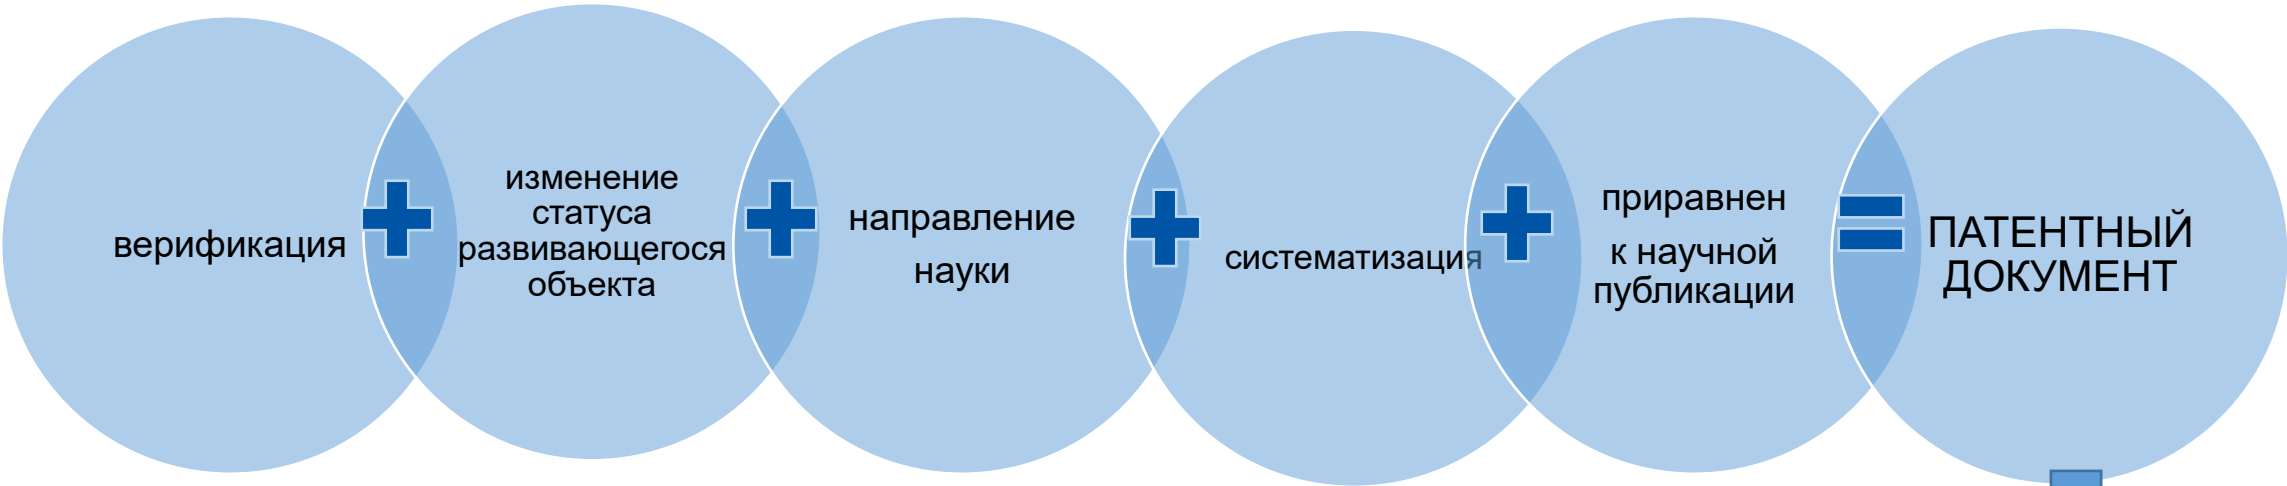 верификация
изменение
статуса
развивающегося
объекта
направление
науки
систематизация
приравнен
к научной
публикации
ПАТЕНТНЫЙ
ДОКУМЕНТ